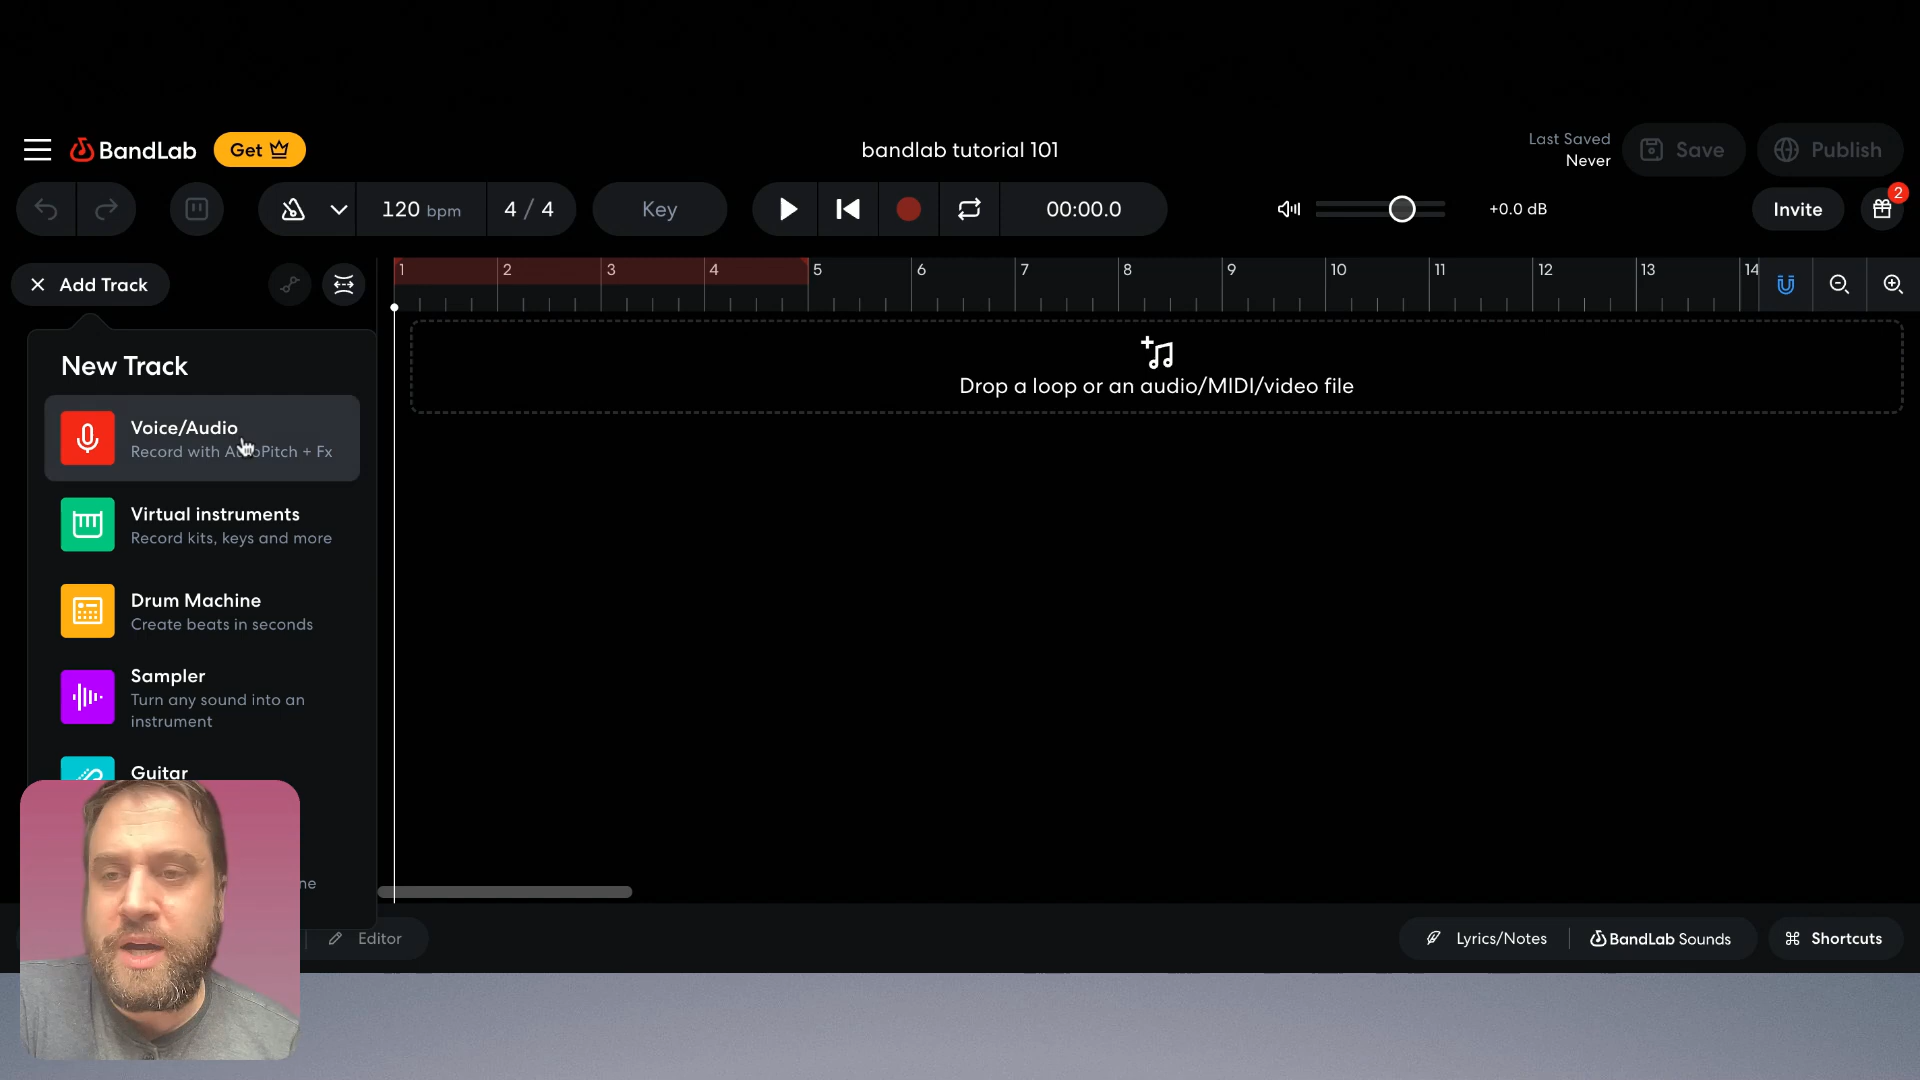 BandLab
Get
bandlab tutorial 101
Last Saved
Never
Save
Publish
120 bpm
4 / 4
Key
00:00.0
+0.0 dB
Invite
2
Add Track
1 2 3 4 5 6 7 8 9 10 11 12 13 14
New Track
Drop a loop or an audio/MIDI/video file
Voice/Audio
Record with AutoPitch + Fx
Virtual instruments
Record kits, keys and more
Drum Machine
Create beats in seconds
Sampler
Turn any sound into an
instrument
Guitar
Editor
Lyrics/Notes
BandLab Sounds
Shortcuts